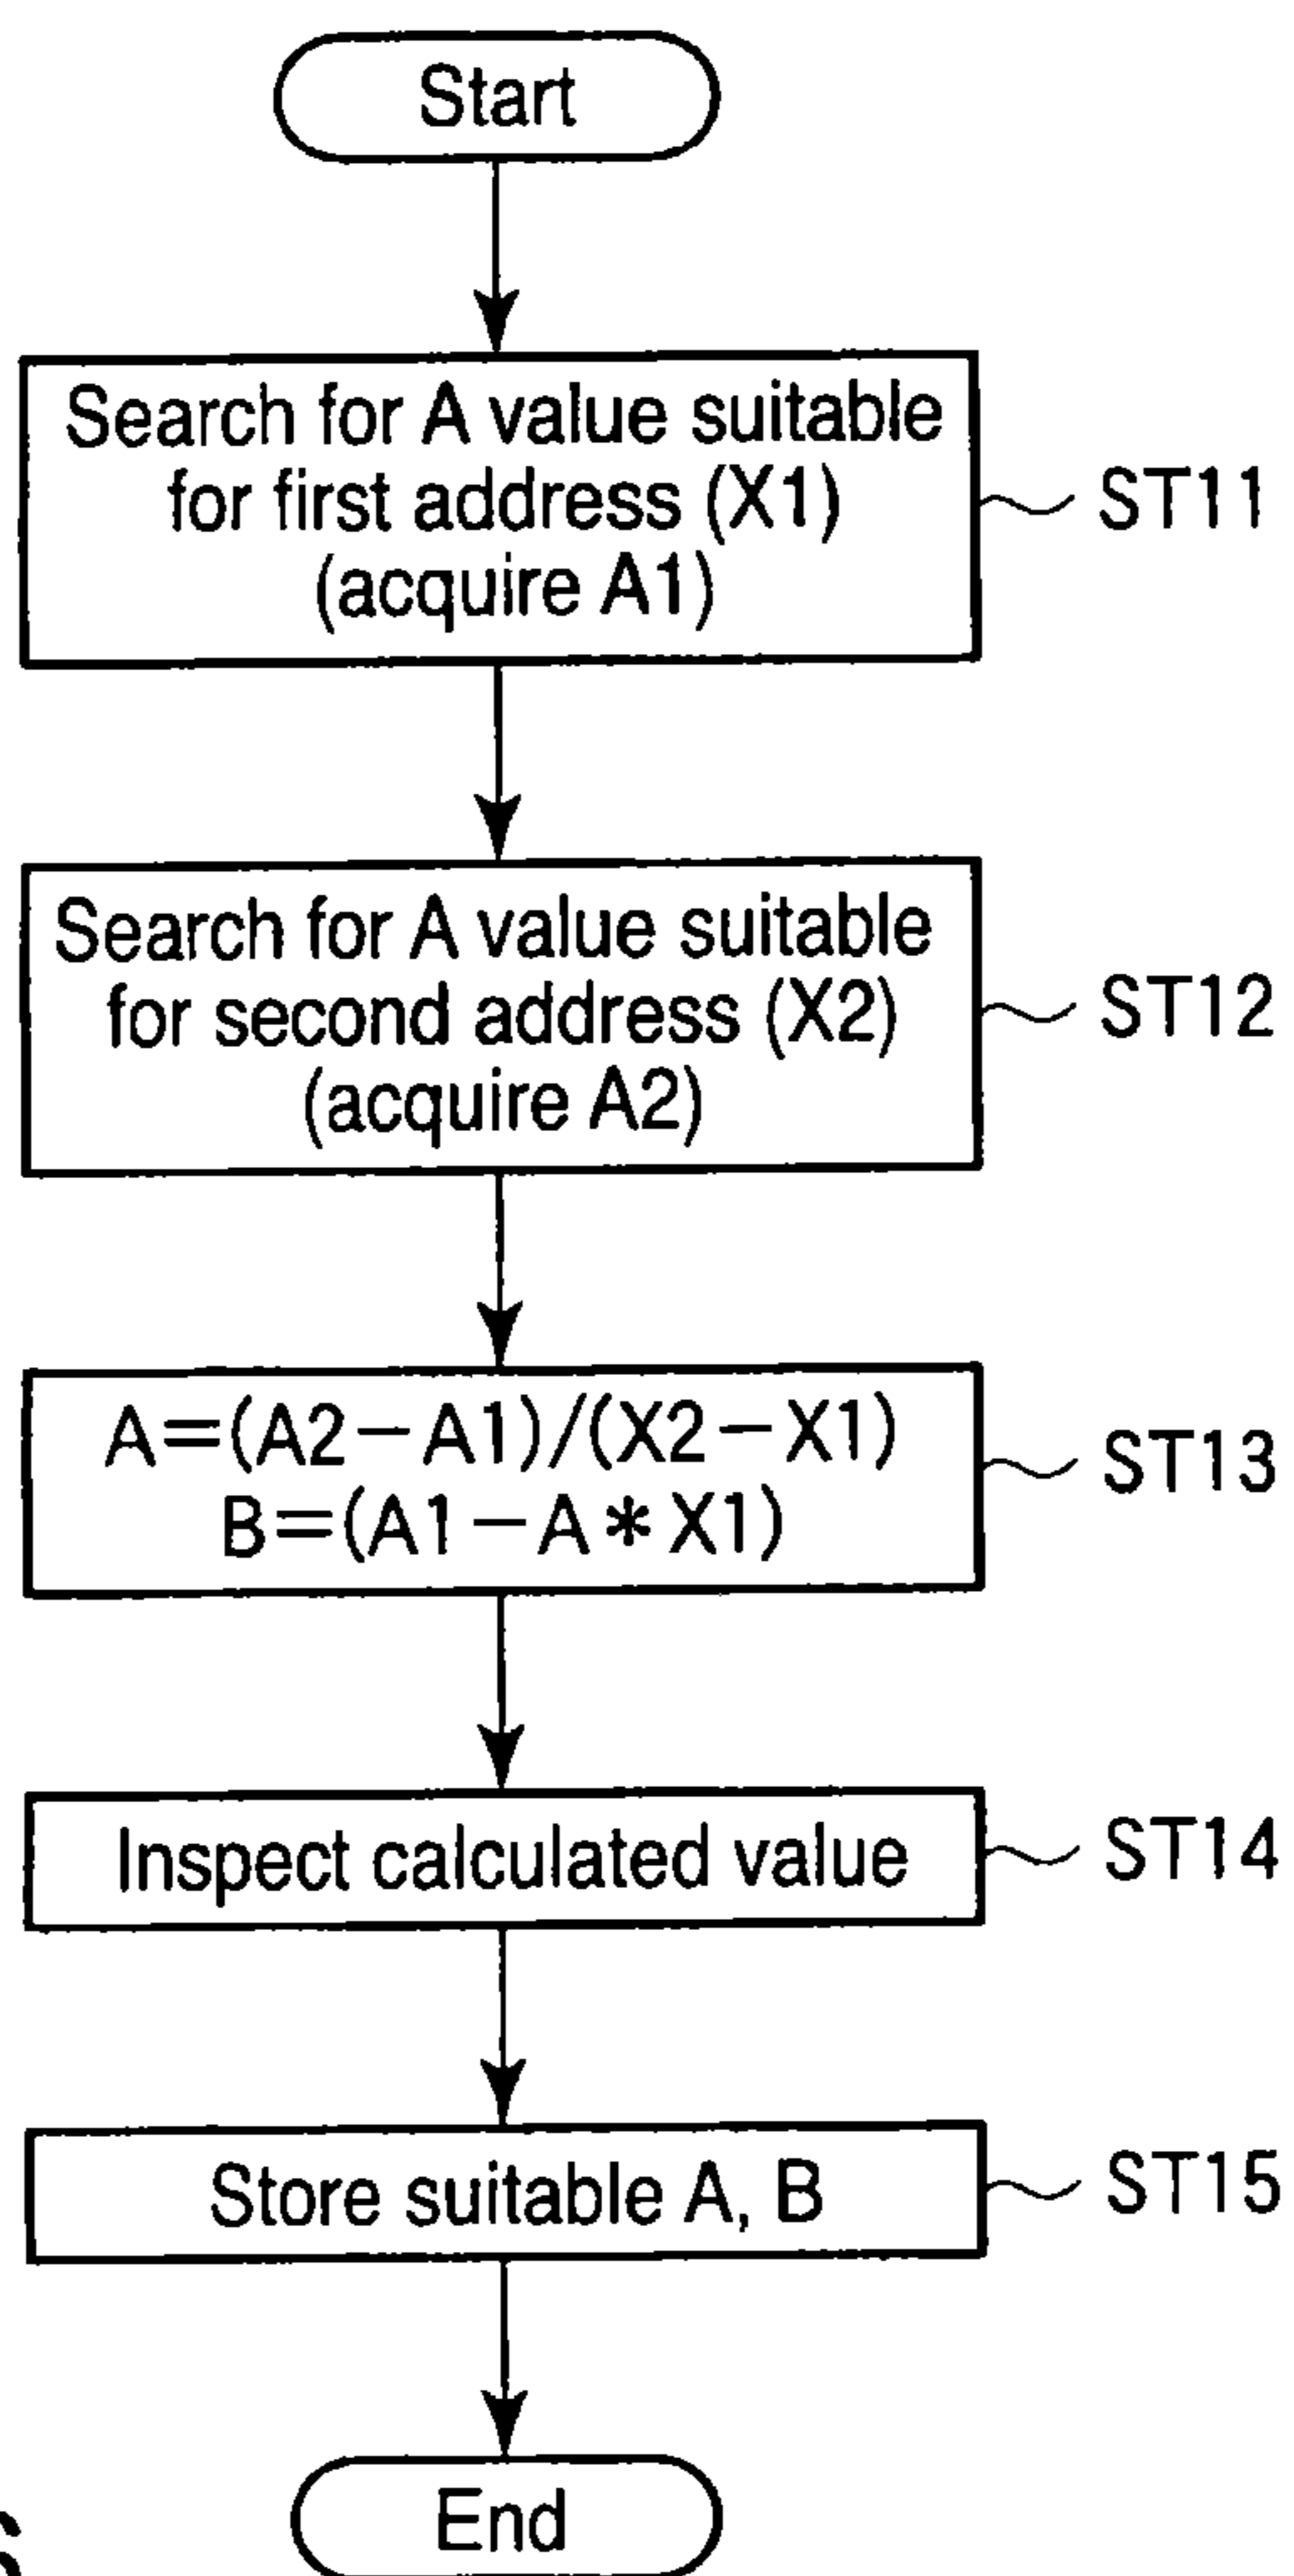 Start
Search for A value suitable
for first address (X1)
(acquire A1)
ST11
Search for A value suitable
for second address (X2)
(acquire A2)
ST12
A=(A2-A1)/(X2-X1)
B=(A1-A*X1)
ST13
Inspect calculated value
ST14
Store suitable A, B
ST15
End